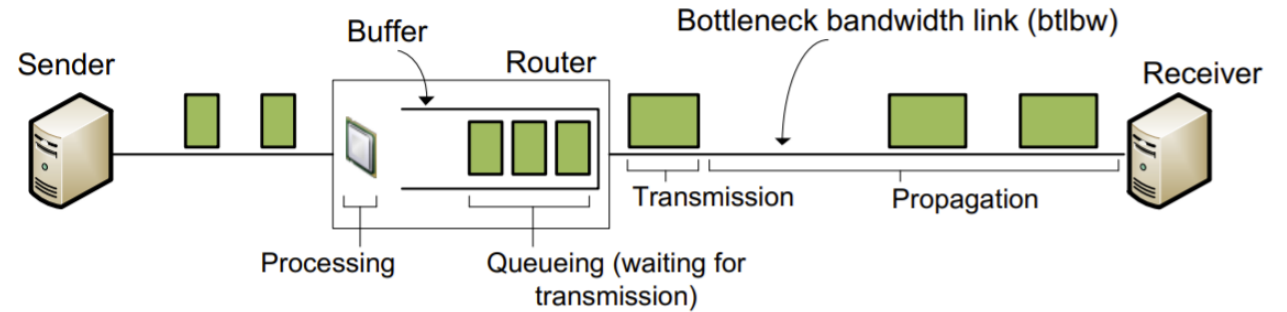 Sender
Buffer
Router
Bottleneck bandwidth link (btlbw)
Receiver
Processing
Queueing (waiting for
transmission)
Transmission
Propagation